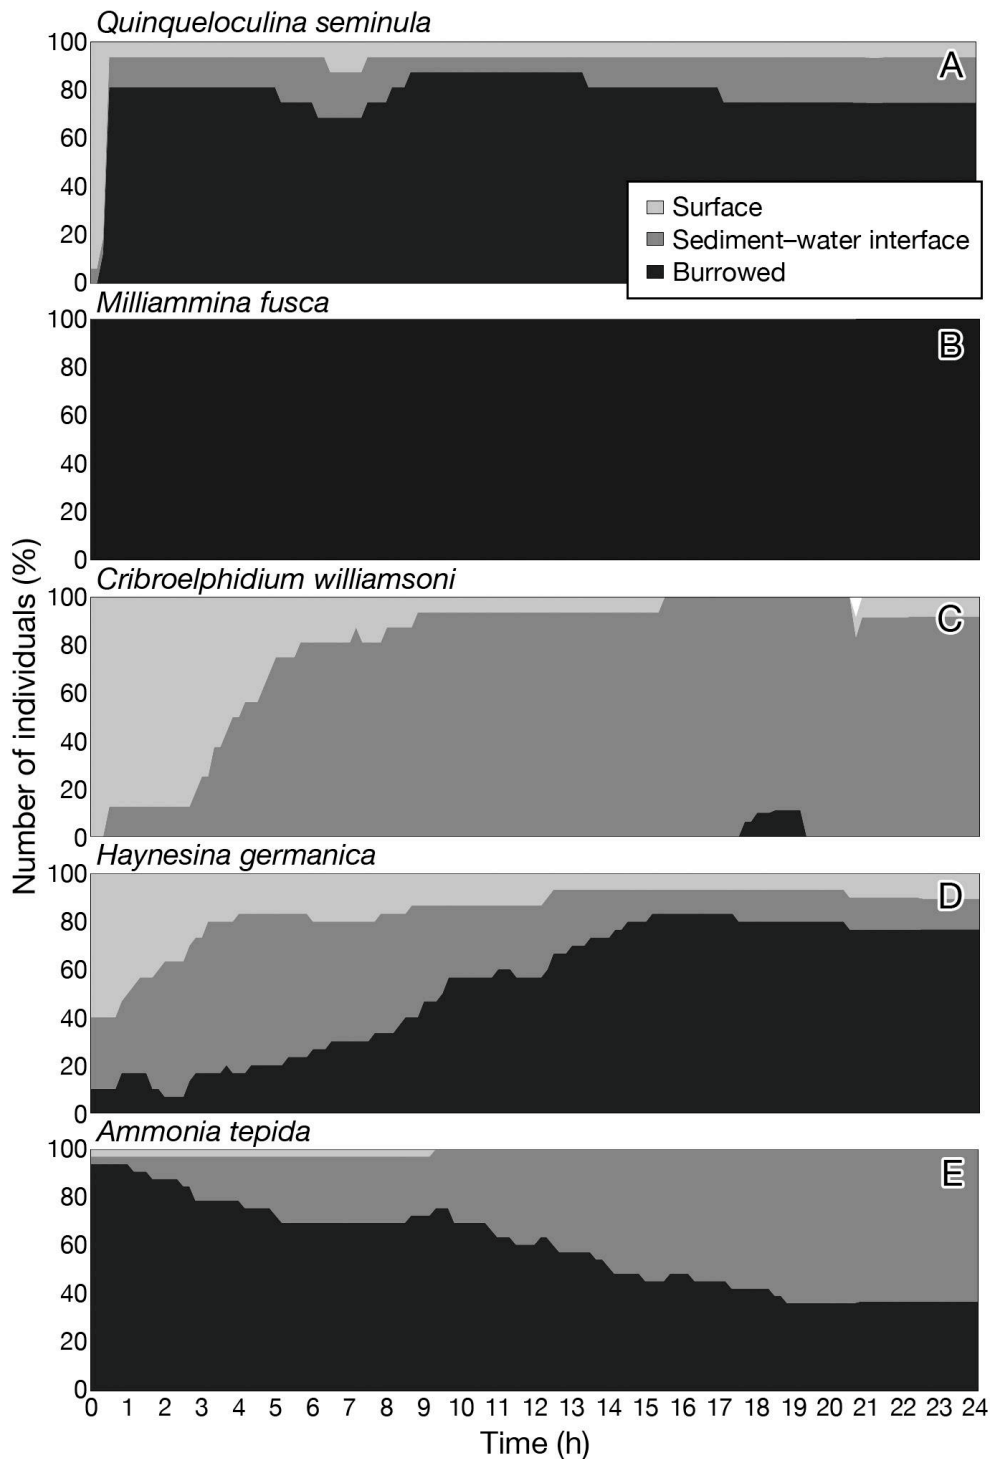 Quinqueloculina seminula
100
80
60
40
20
0
A
Surface
Sediment–water interface
Burrowed
Milliammina fusca
100
80
60
40
20
0
B
Cribroelphidium williamsoni
100
80
60
40
20
0
C
Number of individuals (%)
Haynesina germanica
100
80
60
40
20
0
D
Ammonia tepida
100
80
60
40
20
0
E
0 1 2 3 4 5 6 7 8 9 10 11 12 13 14 15 16 17 18 19 20 21 22 23 24
Time (h)